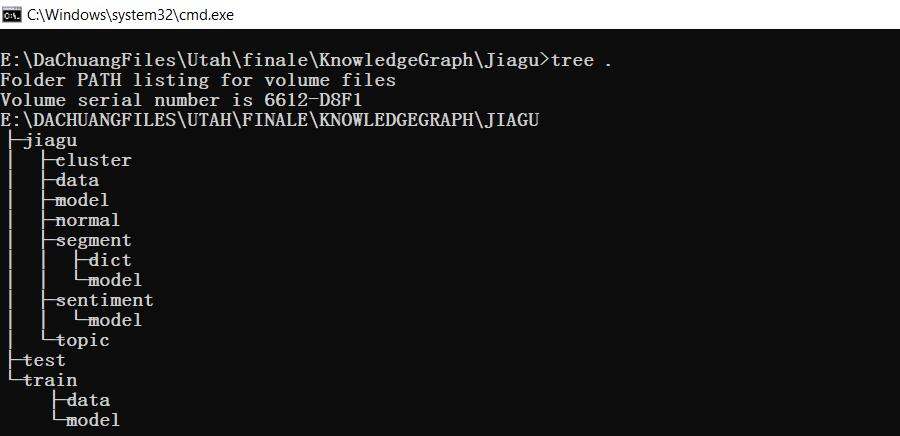 C:\Windows\system32\cmd.exe
E:\DaChuangFiles\Utah\finale\KnowledgeGraph\Jiagu>tree .
Folder PATH listing for volume files
Volume serial number is 6612-D8F1
E:\DACHUANGFILES\UTAH\FINALE\KNOWLEDGEGRAPH\JIAGU
├─jiagu
│  ├─cluster
│  ├─data
│  ├─model
│  ├─normal
│  ├─segment
│  │  ├─dict
│  │  └─model
│  ├─sentiment
│  │  └─model
│  └─topic
├─test
└─train
    ├─data
    └─model